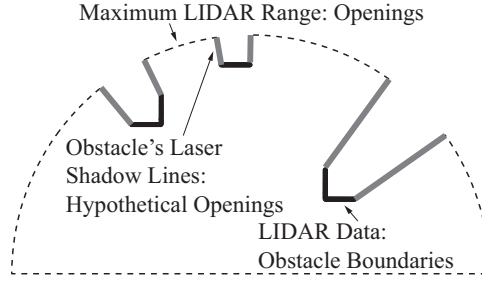 Maximum LIDAR Range: Openings
Obstacle's Laser
Shadow Lines:
Hypothetical Openings
LIDAR Data:
Obstacle Boundaries